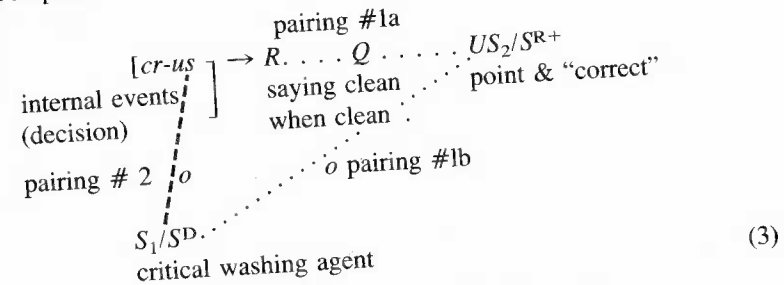 pairing #1a
[cr-us ] → R. . . . Q . . . . . US₂/Sᴿ⁺
internal events saying clean point & “correct”
(decision) when clean
pairing # 2 o o pairing #1b
S₁/Sᴰ
(3)
critical washing agent